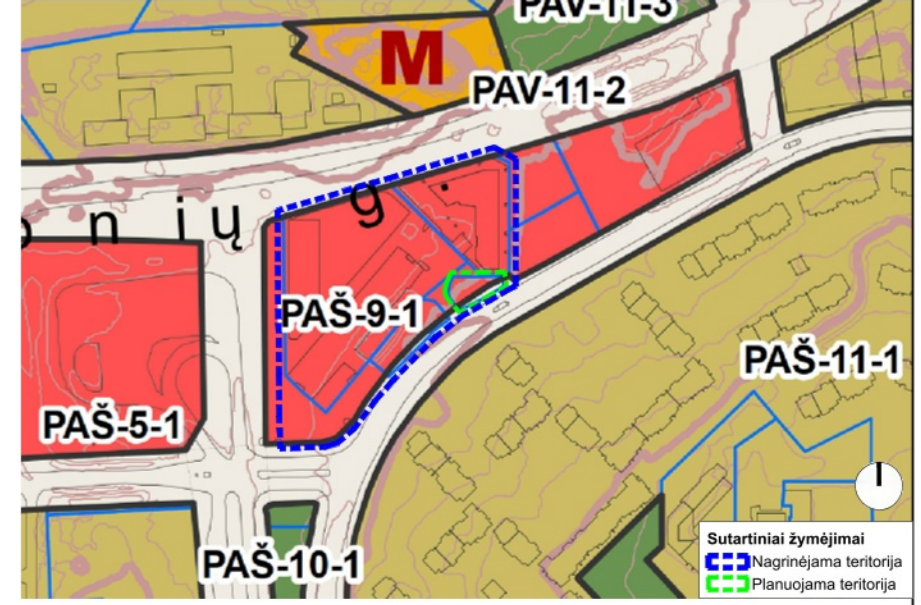 PAV-11-3
M
PAV-11-2
o n i ų g.
PAŠ-9-1
PAŠ-11-1
PAŠ-5-1
PAŠ-10-1
Sutartiniai žymėjimai
Nagrinėjama teritorija
Planuojama teritorija